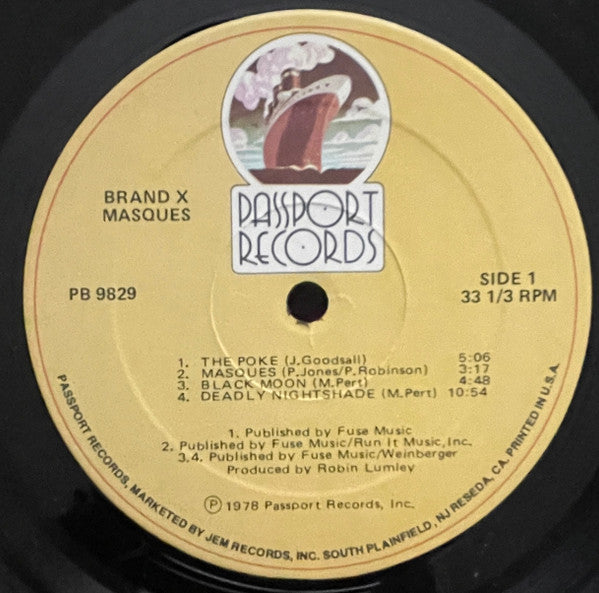 PASSPORT
RECORDS
BRAND X
MASQUES
PB 9829
SIDE 1
33 1/3 RPM
1. THE POKE (J.Goodsall) 5:06
2. MASQUES (P.Jones/P.Robinson) 3:17
3. BLACK MOON (M.Pert) 4:48
4. DEADLY NIGHTSHADE (M.Pert) 10:54
1. Published by Fuse Music
2. Published by Fuse Music/Run It Music, Inc.
3,4. Published by Fuse Music/Weinberger
Produced by Robin Lumley
Ⓟ 1978 Passport Records, Inc.
PASSPORT RECORDS, MARKETED BY JEM RECORDS, INC. SOUTH PLAINFIELD, NJ RESEDA, CA. PRINTED IN U.S.A.